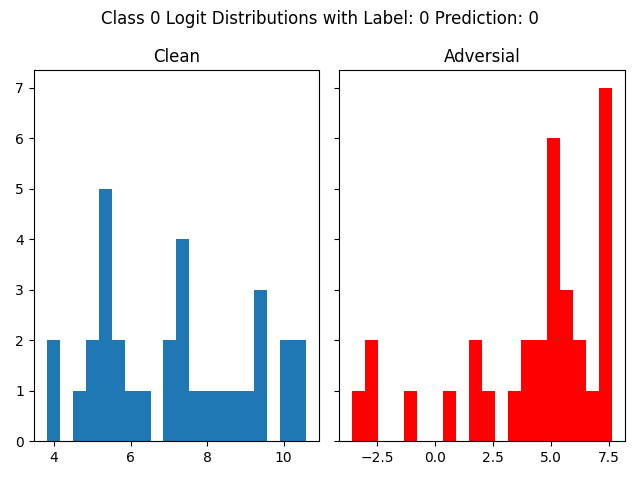 Class 0 Logit Distributions with Label: 0 Prediction: 0
Clean
Adversial
7
6
5
4
3
2
1
0
4 6 8 10
−2.5 0.0 2.5 5.0 7.5